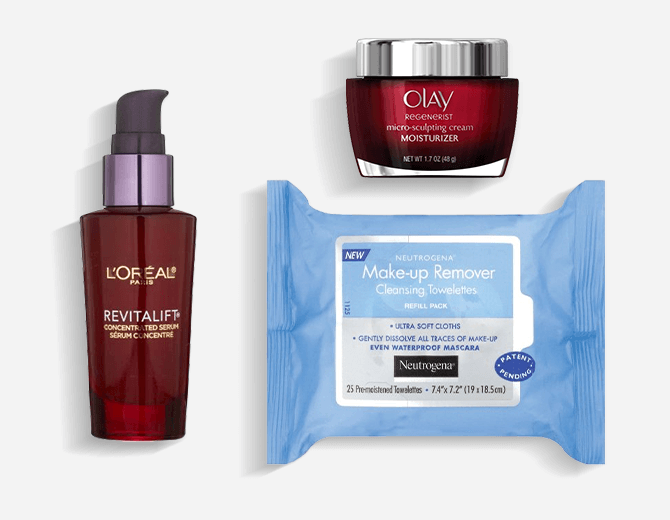 L'ORÉAL®
PARIS
REVITALIFT®
CONCENTRATED SERUM
SÉRUM CONCENTRÉ
OLAY
REGENERIST
micro-sculpting cream
MOISTURIZER
NET WT 1.7 OZ (48 g)
NEW
NEUTROGENA®
Make-up Remover
Cleansing Towelettes
REFILL PACK
1125
• ULTRA SOFT CLOTHS
• GENTLY DISSOLVE ALL TRACES OF MAKE-UP
EVEN WATERPROOF MASCARA
Neutrogena®
• PATENT •
PENDING
25 Pre-moistened Towelettes • 7.4" x 7.2" (19 x 18.5cm)